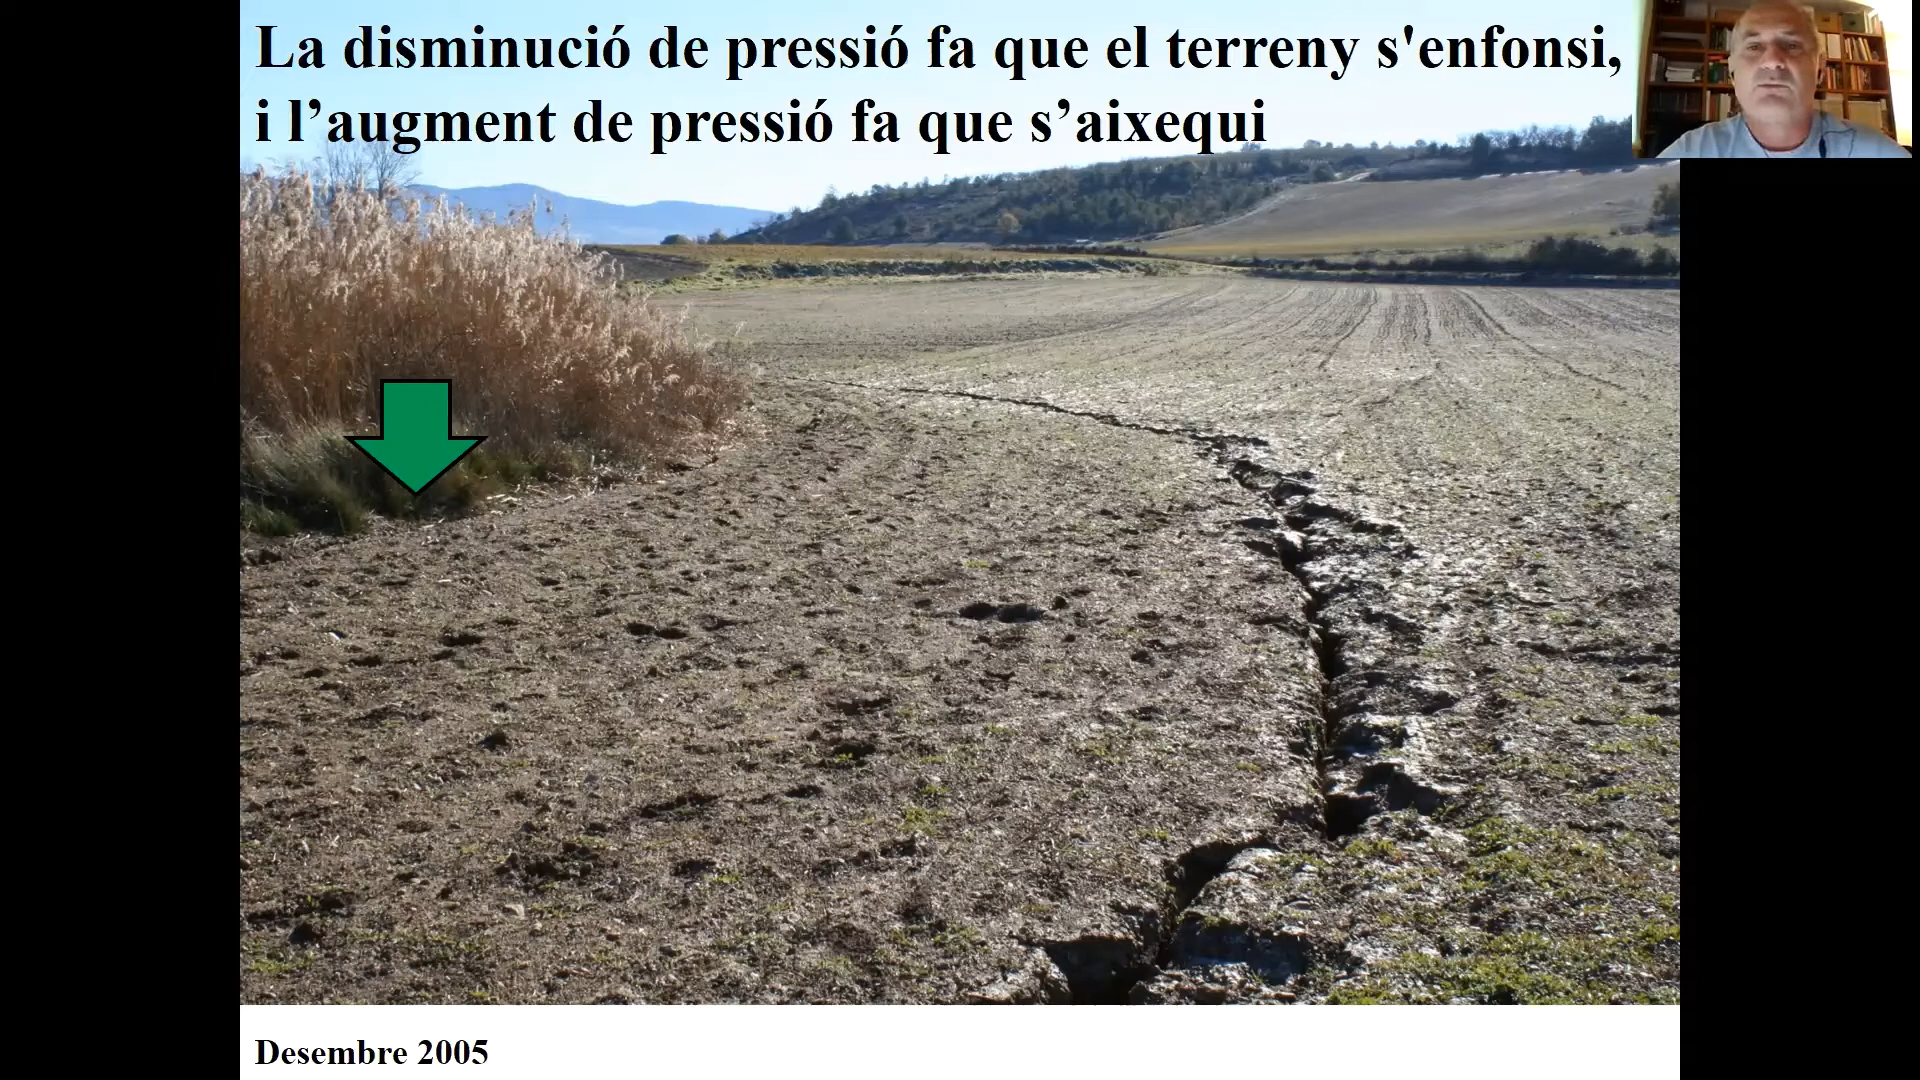 La disminució de pressió fa que el terreny s'enfonsi,
i l’augment de pressió fa que s’aixequi
Desembre 2005